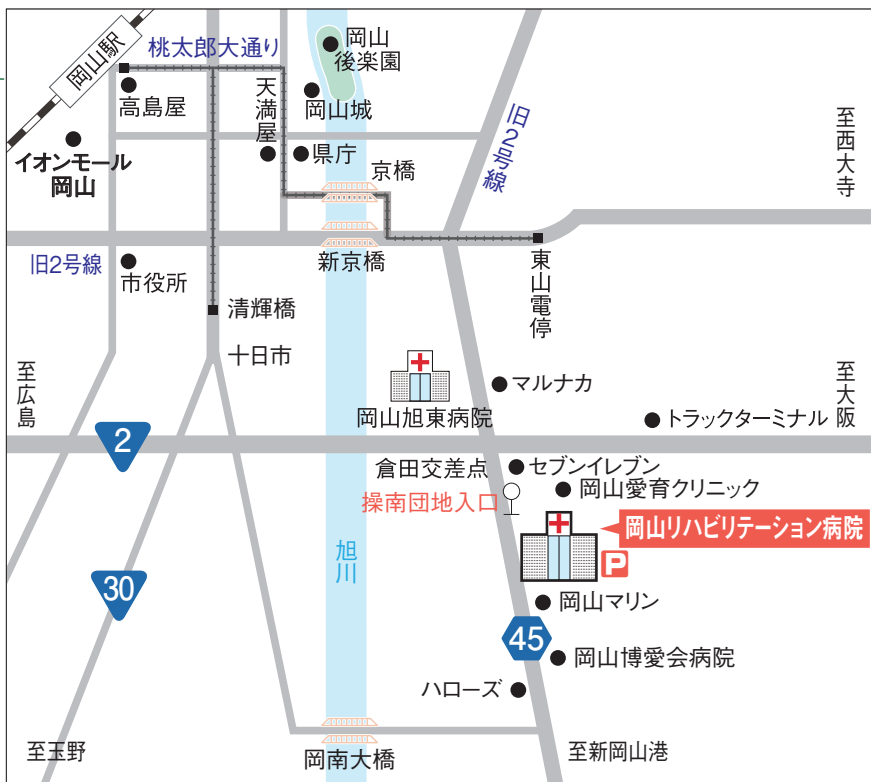 岡山駅
桃太郎大通り
岡山
後楽園
高島屋
天満屋
岡山城
旧2号線
至西大寺
イオンモール
岡山
県庁
京橋
旧2号線
市役所
新京橋
東山電停
清輝橋
十日市
至広島
至大阪
マルナカ
岡山旭東病院
トラックターミナル
2
倉田交差点
セブンイレブン
操南団地入口
岡山愛育クリニック
岡山リハビリテーション病院
P
旭川
30
岡山マリン
45
岡山博愛会病院
ハローズ
至玉野
岡南大橋
至新岡山港